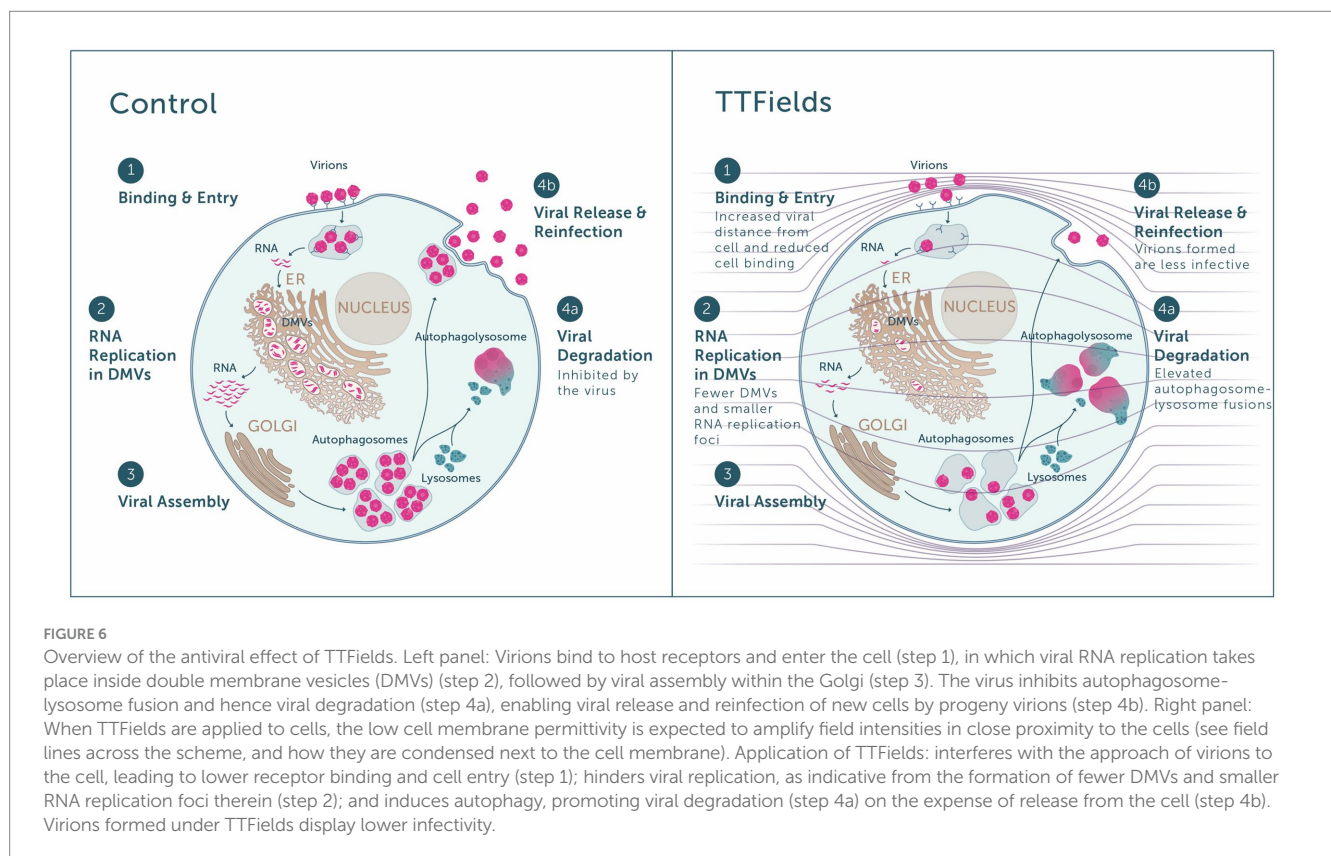 Control
1
Binding & Entry
Virions
4b
Viral Release &
Reinfection
RNA
ER
NUCLEUS
DMVs
2
RNA
Replication
in DMVs
4a
Viral
Degradation
Inhibited by
the virus
Autophagolysosome
RNA
GOLGI
Autophagosomes
Lysosomes
3
Viral Assembly
TTFields
1
Binding & Entry
Increased viral
distance from
cell and reduced
cell binding
Virions
4b
Viral Release &
Reinfection
Virions formed
are less infective
RNA
ER
NUCLEUS
DMVs
2
RNA
Replication
in DMVs
Fewer DMVs
and smaller
RNA replication
foci
4a
Viral
Degradation
Elevated
autophagosome-
lysosome fusions
Autophagolysosome
RNA
GOLGI
Autophagosomes
Lysosomes
3
Viral Assembly
FIGURE 6
Overview of the antiviral effect of TTFields. Left panel: Virions bind to host receptors and enter the cell (step 1), in which viral RNA replication takes
place inside double membrane vesicles (DMVs) (step 2), followed by viral assembly within the Golgi (step 3). The virus inhibits autophagosome-
lysosome fusion and hence viral degradation (step 4a), enabling viral release and reinfection of new cells by progeny virions (step 4b). Right panel:
When TTFields are applied to cells, the low cell membrane permittivity is expected to amplify field intensities in close proximity to the cells (see field
lines across the scheme, and how they are condensed next to the cell membrane). Application of TTFields: interferes with the approach of virions to
the cell, leading to lower receptor binding and cell entry (step 1); hinders viral replication, as indicative from the formation of fewer DMVs and smaller
RNA replication foci therein (step 2); and induces autophagy, promoting viral degradation (step 4a) on the expense of release from the cell (step 4b).
Virions formed under TTFields display lower infectivity.